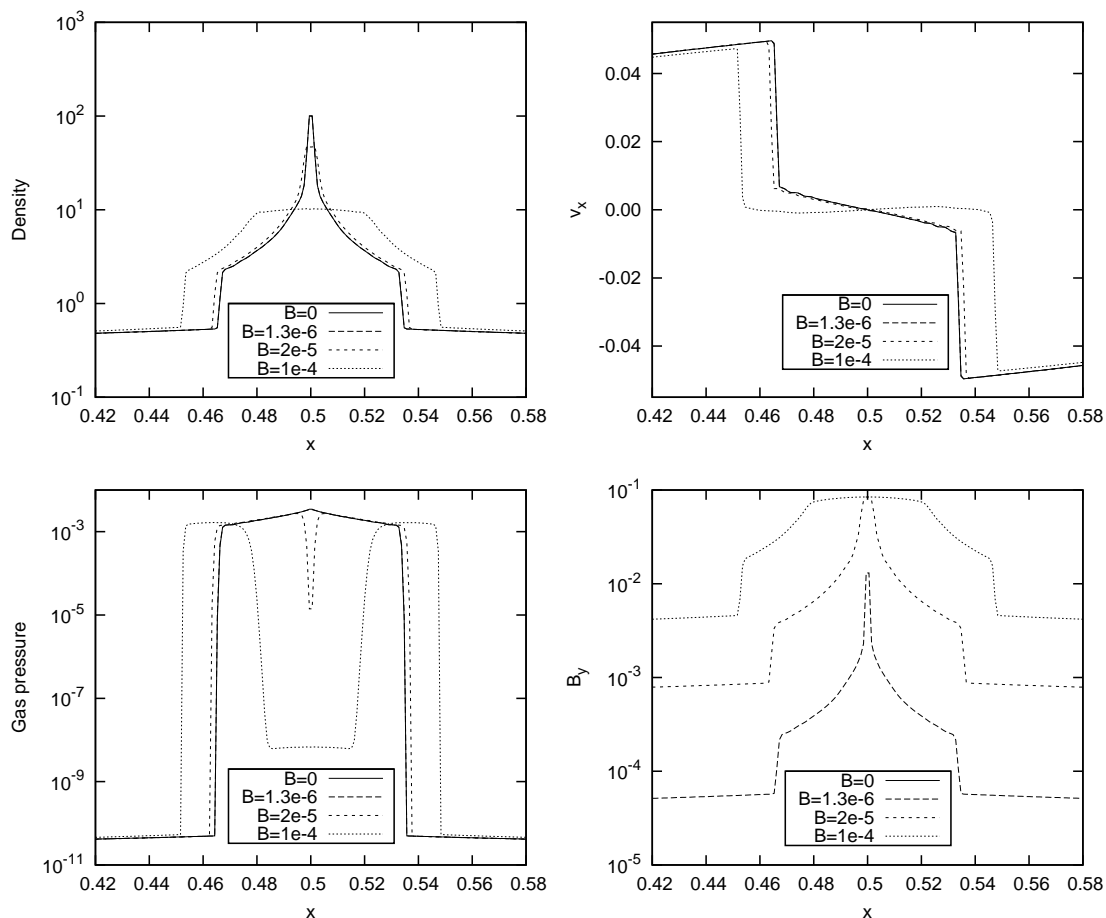 10^3
10^2
10^1
10^0
10^-1
Density
B=0
B=1.3e-6
B=2e-5
B=1e-4
0.42 0.44 0.46 0.48 0.5 0.52 0.54 0.56 0.58
x
0.04
0.02
0.00
-0.02
-0.04
v_x
B=0
B=1.3e-6
B=2e-5
B=1e-4
0.42 0.44 0.46 0.48 0.5 0.52 0.54 0.56 0.58
x
10^-3
10^-5
10^-7
10^-9
10^-11
Gas pressure
B=0
B=1.3e-6
B=2e-5
B=1e-4
0.42 0.44 0.46 0.48 0.5 0.52 0.54 0.56 0.58
x
10^-1
10^-2
10^-3
10^-4
10^-5
B_y
B=0
B=1.3e-6
B=2e-5
B=1e-4
0.42 0.44 0.46 0.48 0.5 0.52 0.54 0.56 0.58
x